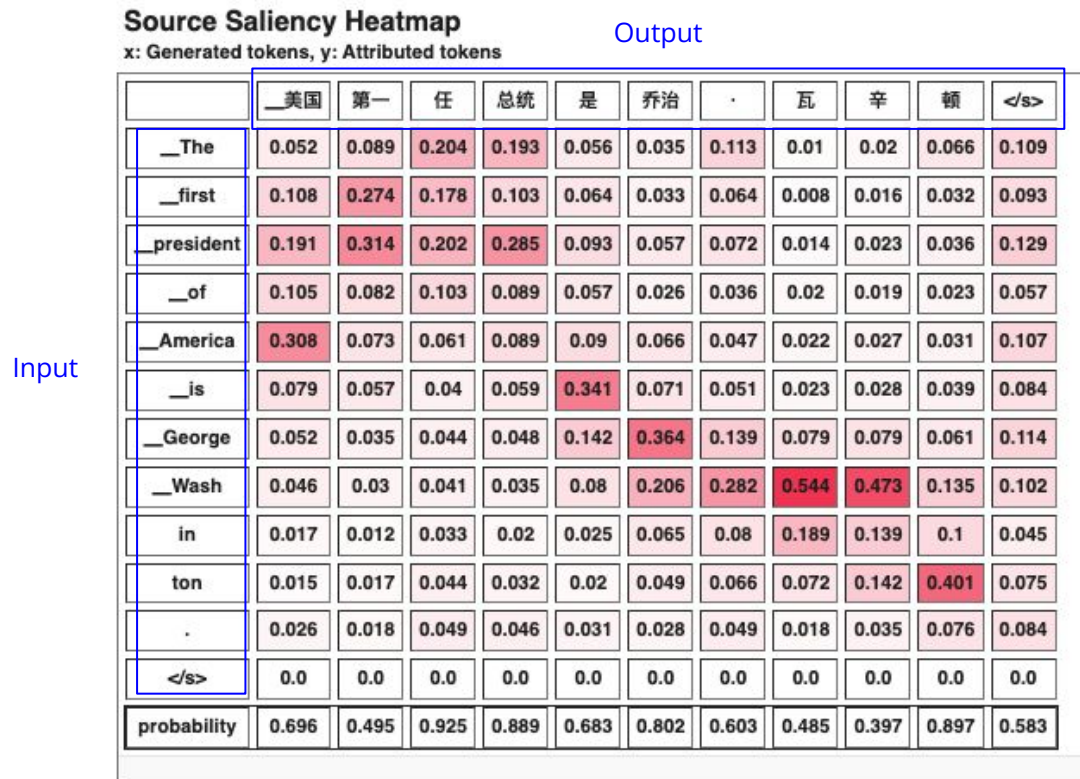 Source Saliency Heatmap
Output
x: Generated tokens, y: Attributed tokens
__美国 第一 任 总统 是 乔治 · 瓦 辛 顿 </s>
__The 0.052 0.089 0.204 0.193 0.056 0.035 0.113 0.01 0.02 0.066 0.109
__first 0.108 0.274 0.178 0.103 0.064 0.033 0.064 0.008 0.016 0.032 0.093
__president 0.191 0.314 0.202 0.285 0.093 0.057 0.072 0.014 0.023 0.036 0.129
__of 0.105 0.082 0.103 0.089 0.057 0.026 0.036 0.02 0.019 0.023 0.057
__America 0.308 0.073 0.061 0.089 0.09 0.066 0.047 0.022 0.027 0.031 0.107
Input
__is 0.079 0.057 0.04 0.059 0.341 0.071 0.051 0.023 0.028 0.039 0.084
__George 0.052 0.035 0.044 0.048 0.142 0.364 0.139 0.079 0.079 0.061 0.114
__Wash 0.046 0.03 0.041 0.035 0.08 0.206 0.282 0.544 0.473 0.135 0.102
in 0.017 0.012 0.033 0.02 0.025 0.065 0.08 0.189 0.139 0.1 0.045
ton 0.015 0.017 0.044 0.032 0.02 0.049 0.066 0.072 0.142 0.401 0.075
. 0.026 0.018 0.049 0.046 0.031 0.028 0.049 0.018 0.035 0.076 0.084
</s> 0.0 0.0 0.0 0.0 0.0 0.0 0.0 0.0 0.0 0.0 0.0
probability 0.696 0.495 0.925 0.889 0.683 0.802 0.603 0.485 0.397 0.897 0.583